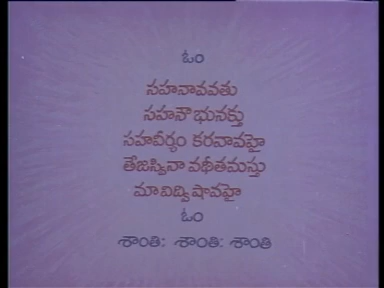 ఓం
సహనావవతు
సహనౌ భునక్తు
సహవీర్యం కరవావహై
తేజస్వినా వధీతమస్తు
మా విద్విషావహై
ఓం
శాంతిః శాంతిః శాంతి